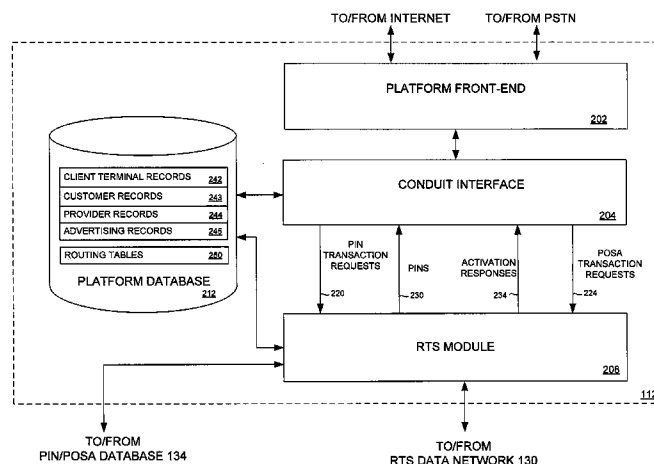 TO/FROM INTERNET
TO/FROM PSTN
PLATFORM FRONT-END
202
CLIENT TERMINAL RECORDS 242
CUSTOMER RECORDS 243
PROVIDER RECORDS 244
ADVERTISING RECORDS 245
ROUTING TABLES 250
PLATFORM DATABASE
212
CONDUIT INTERFACE
204
PIN
TRANSACTION
REQUESTS
220
PINS
230
ACTIVATION
RESPONSES
234
POSA
TRANSACTION
REQUESTS
224
RTS MODULE
206
112
TO/FROM
PIN/POSA DATABASE 134
TO/FROM
RTS DATA NETWORK 130